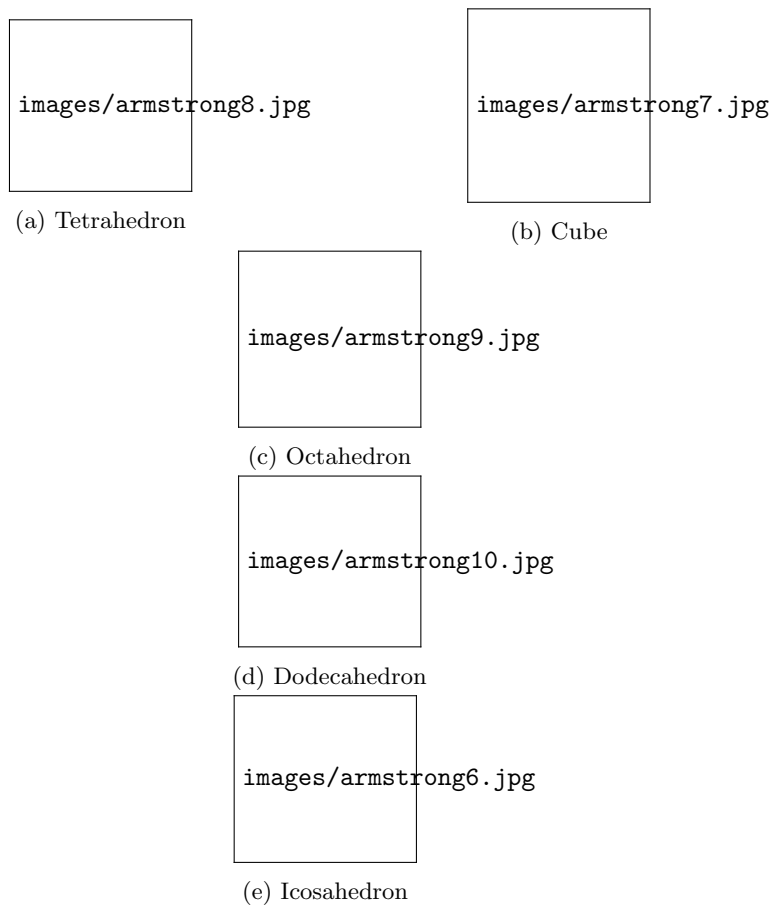 images/armstrong8.jpg
(a) Tetrahedron
images/armstrong7.jpg
(b) Cube
images/armstrong9.jpg
(c) Octahedron
images/armstrong10.jpg
(d) Dodecahedron
images/armstrong6.jpg
(e) Icosahedron